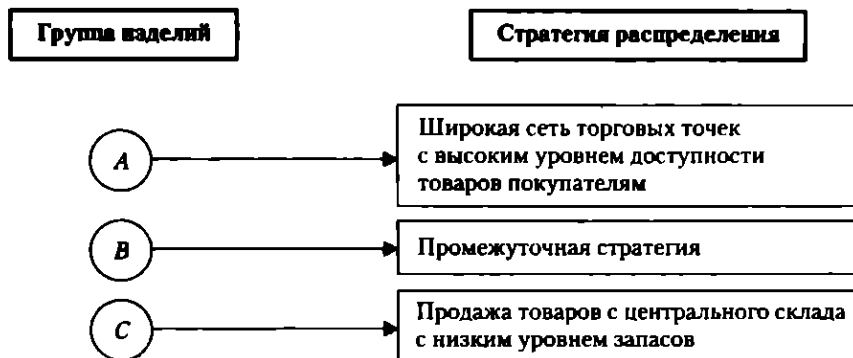 Группа изделий
Стратегия распределения
A
Широкая сеть торговых точек
с высоким уровнем доступности
товаров покупателям
B
Промежуточная стратегия
C
Продажа товаров с центрального склада
с низким уровнем запасов